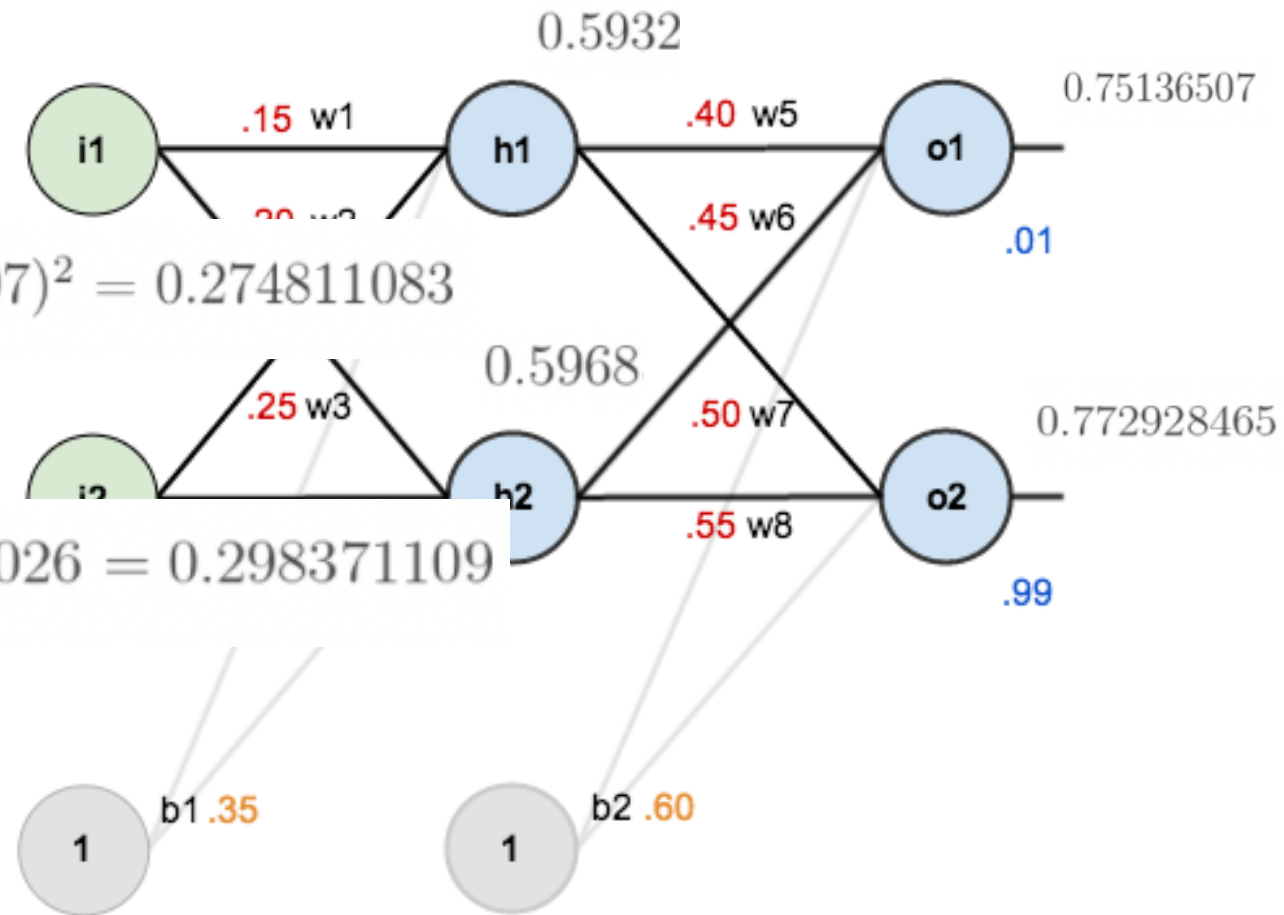 0.5932
0.75136507
.15 w1
.40 w5
i1
h1
o1
.45 w6
.01
7)² = 0.274811083
0.5968
.25 w3
.50 w7
0.772928465
h2
o2
.55 w8
026 = 0.298371109
.99
b1 .35
b2 .60
1
1